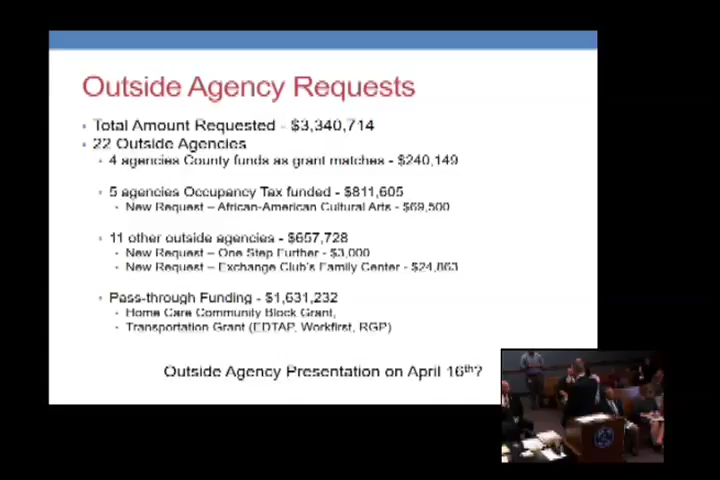 Outside Agency Requests
Total Amount Requested - $3,340,714
22 Outside Agencies
4 agencies County funds as grant matches - $240,149
5 agencies Occupancy Tax funded - $811,605
New Request – African-American Cultural Arts - $69,500
11 other outside agencies - $657,728
New Request – One Step Further - $3,000
New Request – Exchange Club's Family Center - $24,863
Pass-through Funding - $1,631,232
Home Care Community Block Grant,
Transportation Grant (EDTAP, Workfirst, RGP)
Outside Agency Presentation on April 16th?